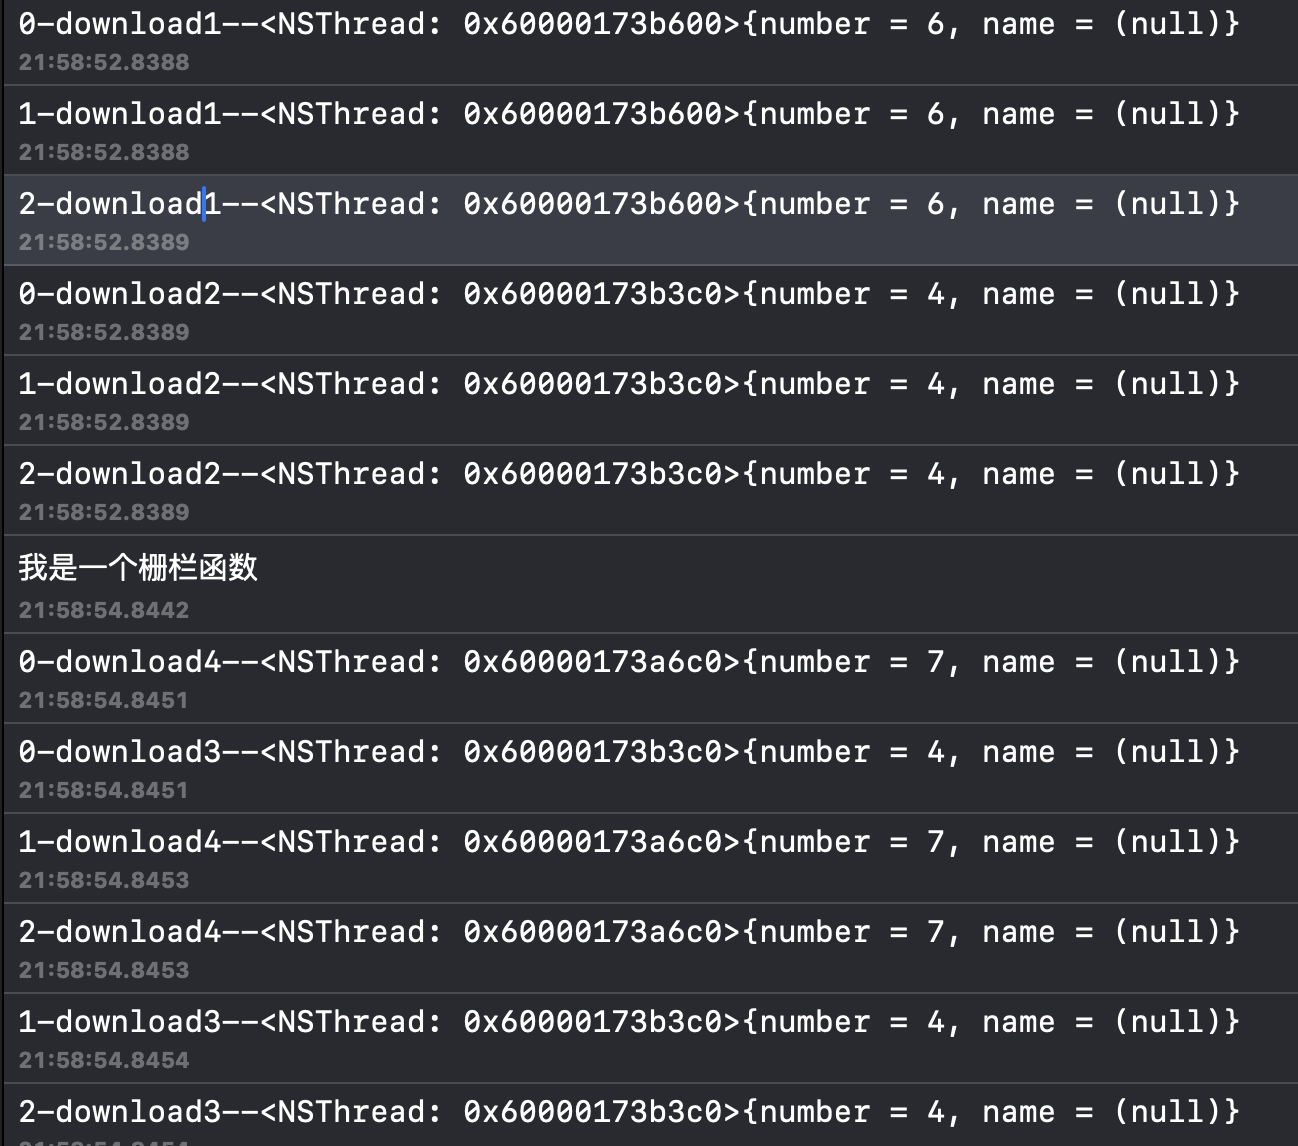 0-download1--<NSThread: 0x60000173b600>{number = 6, name = (null)}
21:58:52.8388
1-download1--<NSThread: 0x60000173b600>{number = 6, name = (null)}
21:58:52.8388
2-download1--<NSThread: 0x60000173b600>{number = 6, name = (null)}
21:58:52.8389
0-download2--<NSThread: 0x60000173b3c0>{number = 4, name = (null)}
21:58:52.8389
1-download2--<NSThread: 0x60000173b3c0>{number = 4, name = (null)}
21:58:52.8389
2-download2--<NSThread: 0x60000173b3c0>{number = 4, name = (null)}
21:58:52.8389
我是一个栅栏函数
21:58:54.8442
0-download4--<NSThread: 0x60000173a6c0>{number = 7, name = (null)}
21:58:54.8451
0-download3--<NSThread: 0x60000173b3c0>{number = 4, name = (null)}
21:58:54.8451
1-download4--<NSThread: 0x60000173a6c0>{number = 7, name = (null)}
21:58:54.8453
2-download4--<NSThread: 0x60000173a6c0>{number = 7, name = (null)}
21:58:54.8453
1-download3--<NSThread: 0x60000173b3c0>{number = 4, name = (null)}
21:58:54.8454
2-download3--<NSThread: 0x60000173b3c0>{number = 4, name = (null)}